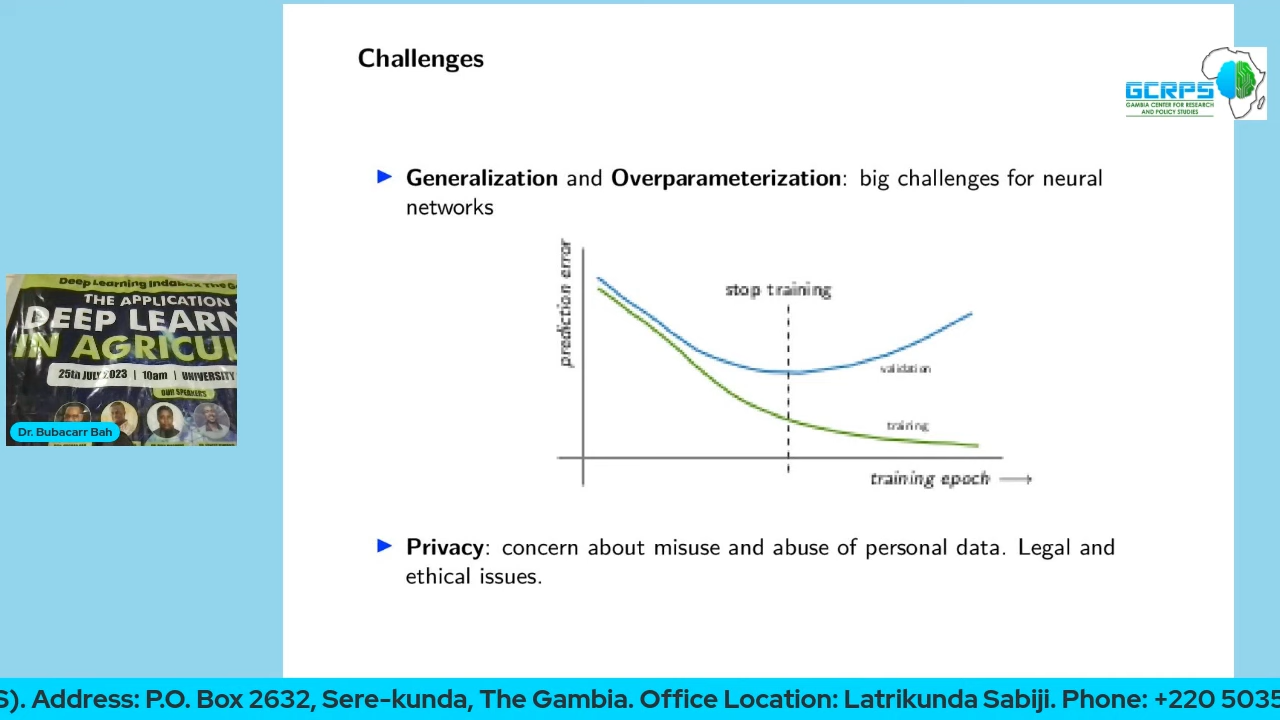 Challenges
GCRPS
GAMBIA CENTER FOR RESEARCH
AND POLICY STUDIES
Generalization and Overparameterization: big challenges for neural
networks
prediction error
stop training
validation
training
training epoch
Privacy: concern about misuse and abuse of personal data. Legal and
ethical issues.
Deep Learning Indaba
THE APPLICATION
DEEP LEARN
IN AGRICUL
25th JULY 2023 | 10am | UNIVERSITY
OUR SPEAKERS
Dr. Bubacarr Bah
S). Address: P.O. Box 2632, Sere-kunda, The Gambia. Office Location: Latrikunda Sabiji. Phone: +220 5035